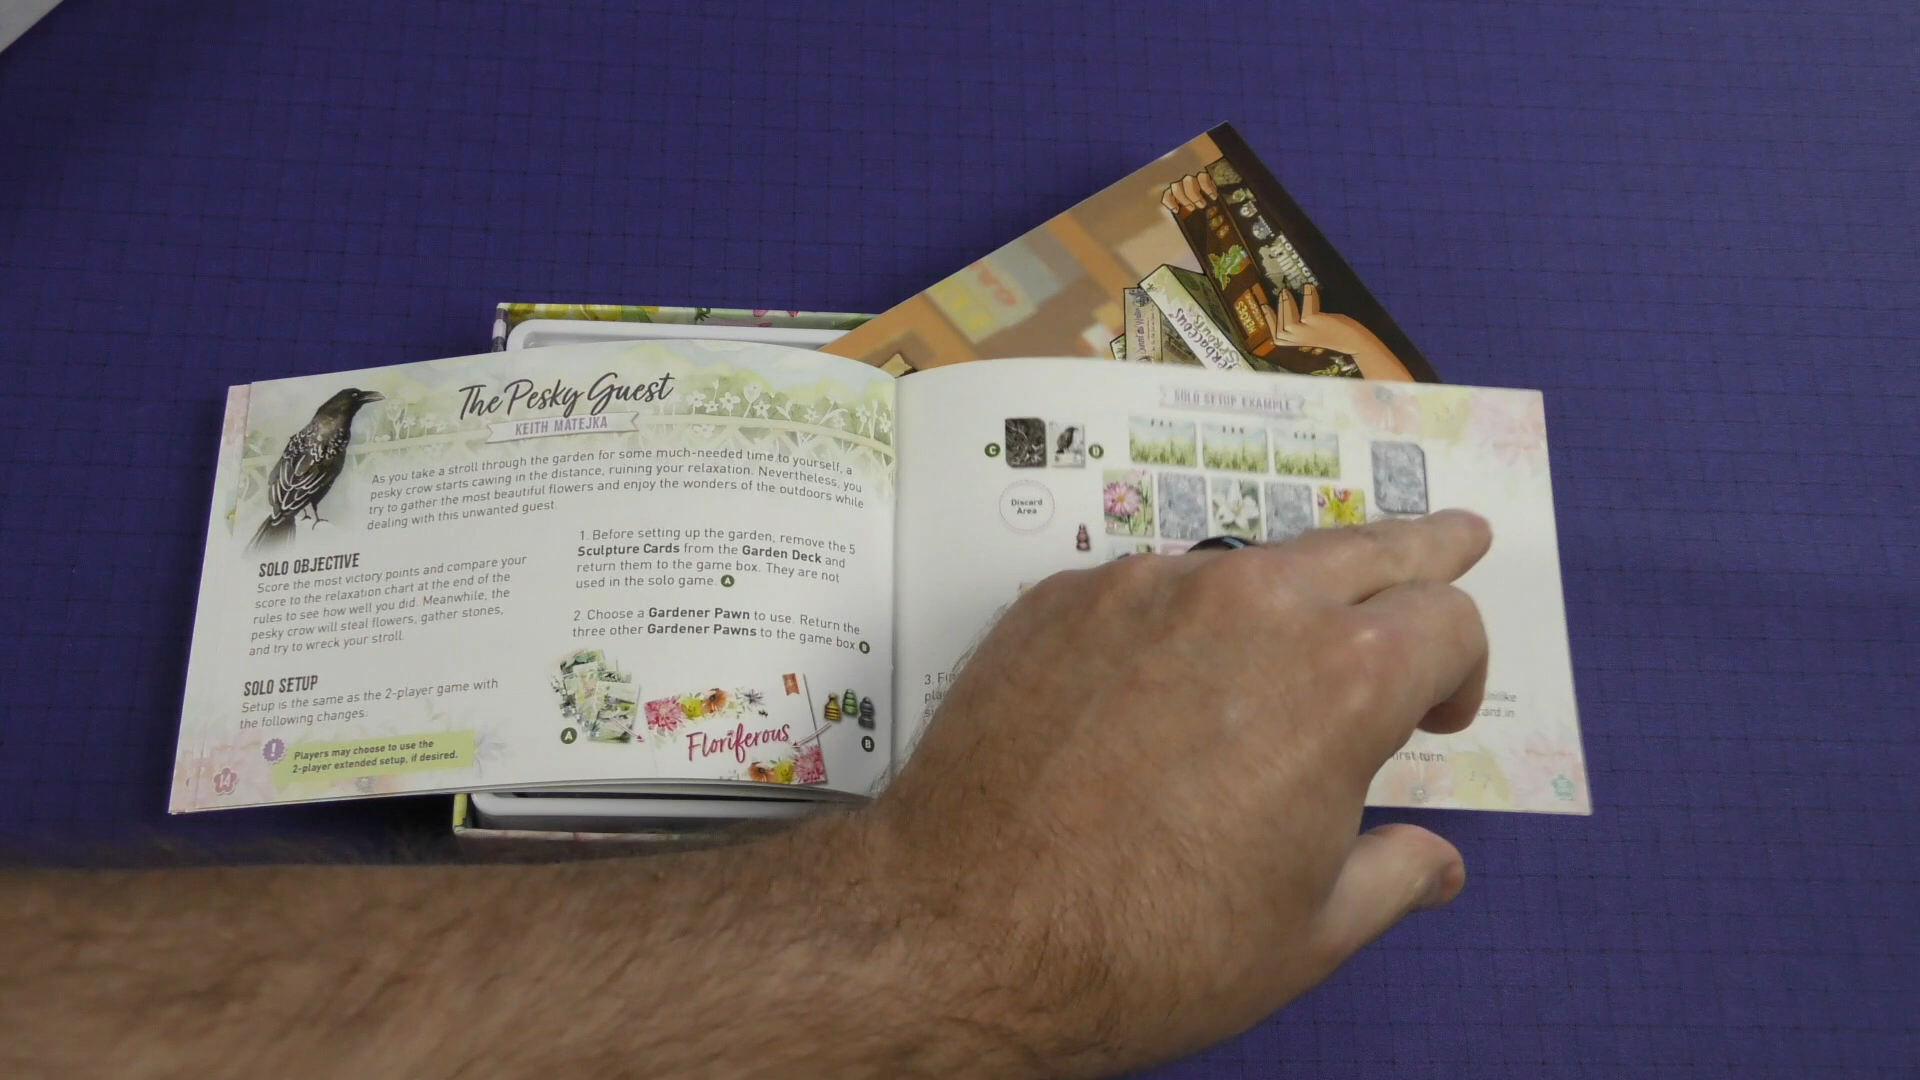 The Pesky Guest
KEITH MATEJKA
As you take a stroll through the garden for some much-needed time to yourself, a
pesky crow starts cawing in the distance, ruining your relaxation. Nevertheless, you
try to gather the most beautiful flowers and enjoy the wonders of the outdoors while
dealing with this unwanted guest.
SOLO OBJECTIVE
Score the most victory points and compare your
score to the relaxation chart at the end of the
rules to see how well you did. Meanwhile, the
pesky crow will steal flowers, gather stones,
and try to wreck your stroll.
SOLO SETUP
Setup is the same as the 2-player game with
the following changes:
! Players may choose to use the
2-player extended setup, if desired.
14
1. Before setting up the garden, remove the 5
Sculpture Cards from the Garden Deck and
return them to the game box. They are not
used in the solo game. A
2. Choose a Gardener Pawn to use. Return the
three other Gardener Pawns to the game box. B
Floriferous
A
B
SOLO SETUP EXAMPLE
C
D
Discard
Area
3.
card in
first turn.
HEROES